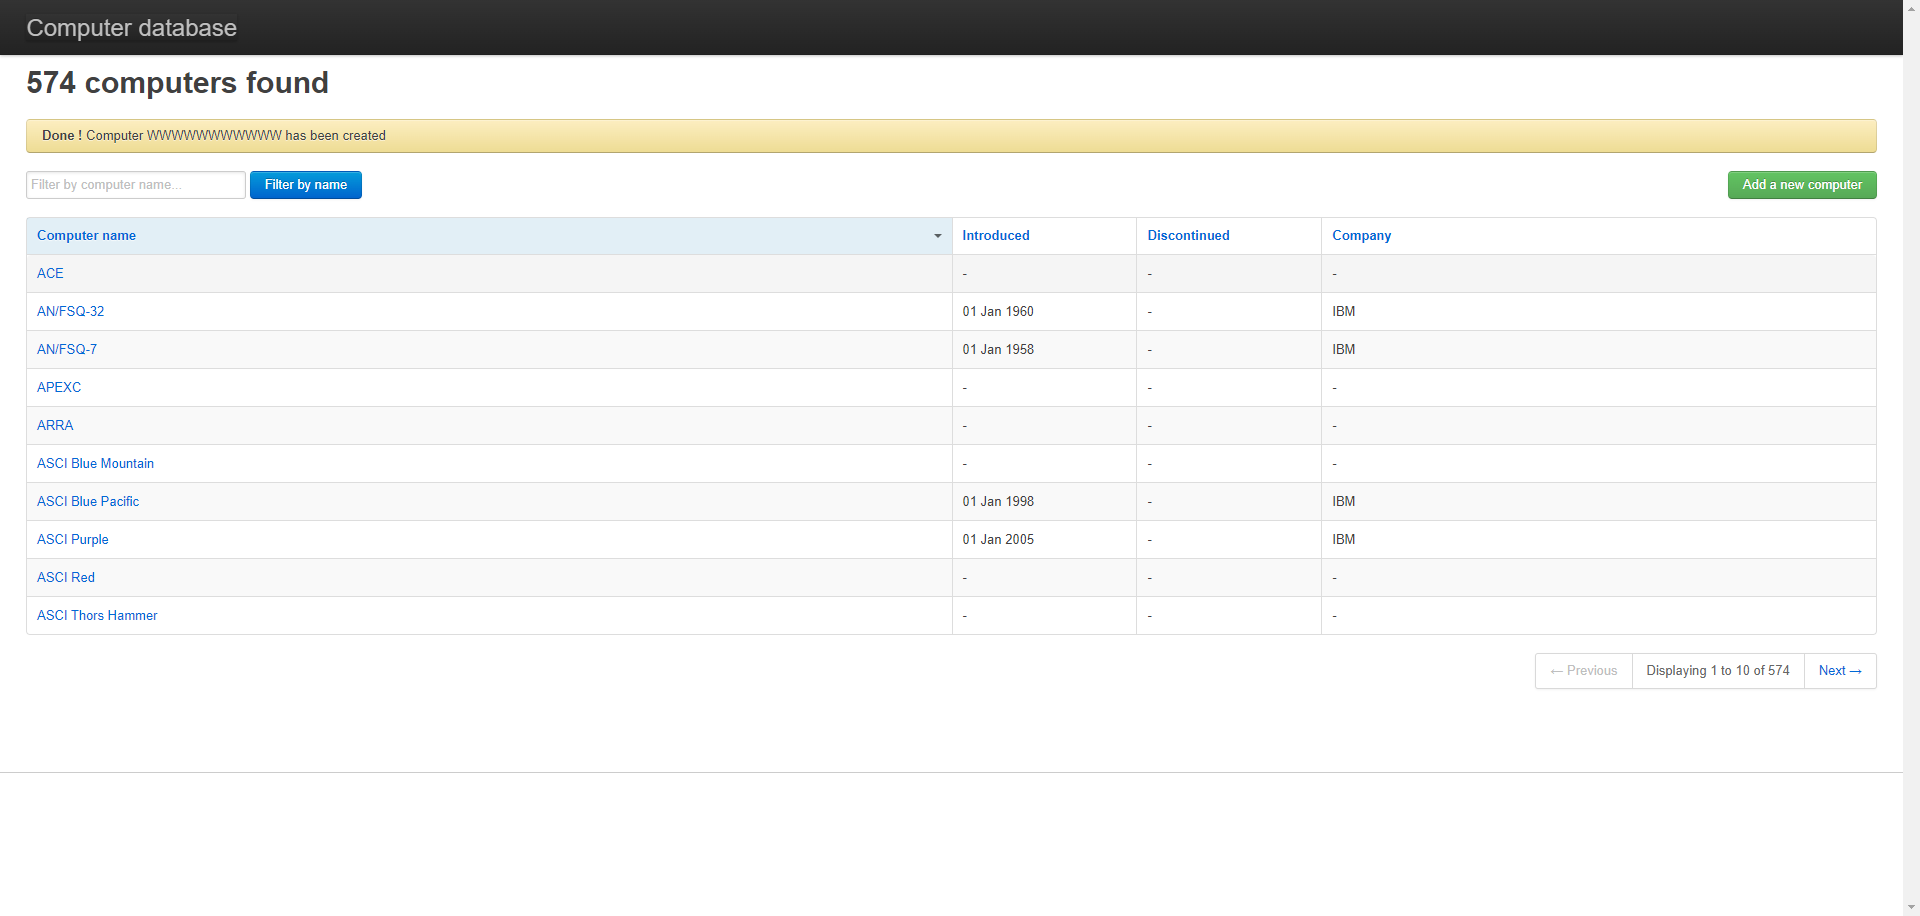 Computer database
574 computers found
Done ! Computer WWWWWWWWWWW has been created
Filter by computer name... Filter by name Add a new computer
Computer name Introduced Discontinued Company
ACE - - -
AN/FSQ-32 01 Jan 1960 - IBM
AN/FSQ-7 01 Jan 1958 - IBM
APEXC - - -
ARRA - - -
ASCI Blue Mountain - - -
ASCI Blue Pacific 01 Jan 1998 - IBM
ASCI Purple 01 Jan 2005 - IBM
ASCI Red - - -
ASCI Thors Hammer - - -
← Previous Displaying 1 to 10 of 574 Next →